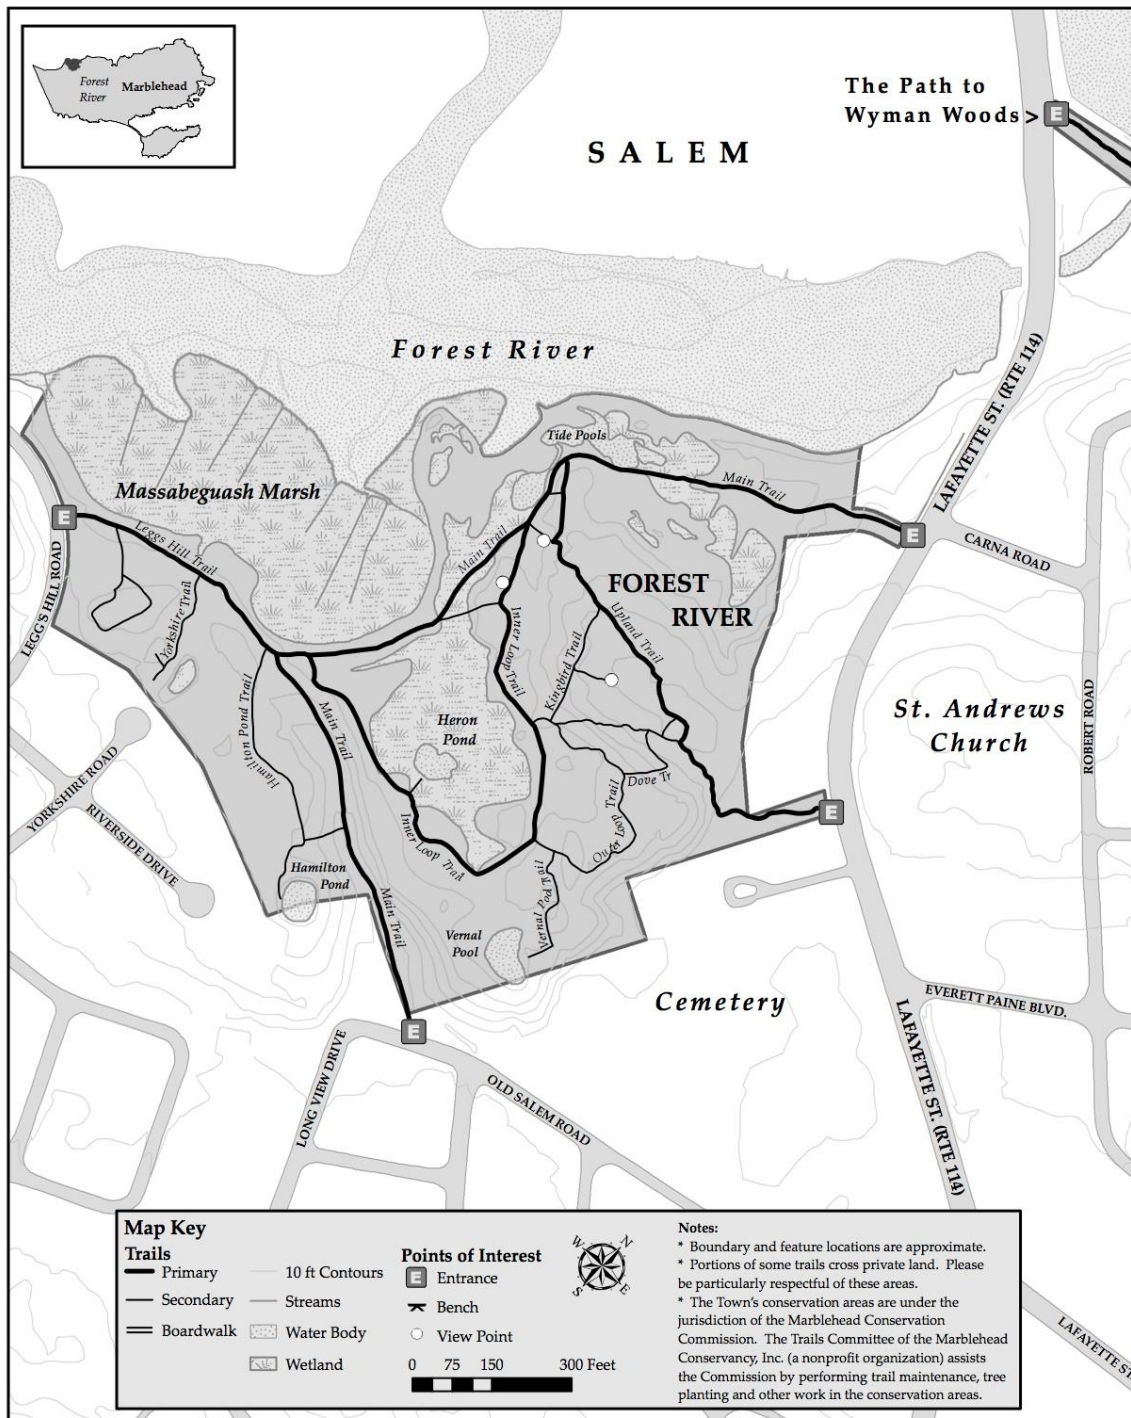 Forest
River
Marblehead
The Path to
Wyman Woods >
E
SALEM
Forest River
LAFAYETTE ST. (RTE 114)
Tide Pools
Massabeguash Marsh
Main Trail
E
Leggs Hill Trail
Main Trail
E
CARNA ROAD
LEGG'S HILL ROAD
Yorkshire Trail
FOREST
RIVER
Inner Loop
Trail
Upland Trail
Kingbird Trail
Hamilton Pond Trail
Main Trail
Heron
Pond
St. Andrews
Church
ROBERT ROAD
YORKSHIRE ROAD
RIVERSIDE DRIVE
Dove Tr
Outer Loop Trail
E
Inner Loop Trail
Hamilton
Pond
Main Trail
Vernal Pool Trail
Vernal
Pool
Cemetery
EVERETT PAINE BLVD.
E
LONG VIEW DRIVE
OLD SALEM ROAD
LAFAYETTE ST. (RTE 114)
Map Key
Trails
Primary
Secondary
Boardwalk
10 ft Contours
Streams
Water Body
Wetland
Points of Interest
E Entrance
Bench
View Point
0 75 150 300 Feet
W N
S E
Notes:
* Boundary and feature locations are approximate.
* Portions of some trails cross private land. Please
be particularly respectful of these areas.
* The Town's conservation areas are under the
jurisdiction of the Marblehead Conservation
Commission. The Trails Committee of the Marblehead
Conservancy, Inc. (a nonprofit organization) assists
the Commission by performing trail maintenance, tree
planting and other work in the conservation areas.
LAFAYETTE ST